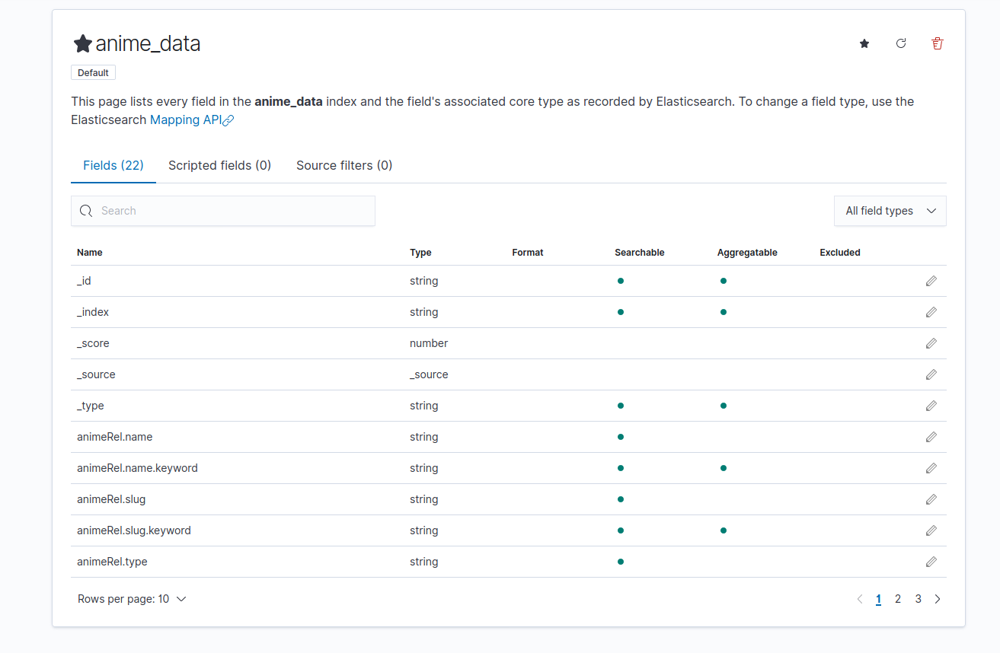 anime_data
Default
This page lists every field in the anime_data index and the field's associated core type as recorded by Elasticsearch. To change a field type, use the
Elasticsearch Mapping API
Fields (22) Scripted fields (0) Source filters (0)
Search All field types
Name Type Format Searchable Aggregatable Excluded
_id string
_index string
_score number
_source _source
_type string
animeRel.name string
animeRel.name.keyword string
animeRel.slug string
animeRel.slug.keyword string
animeRel.type string
Rows per page: 10 1 2 3